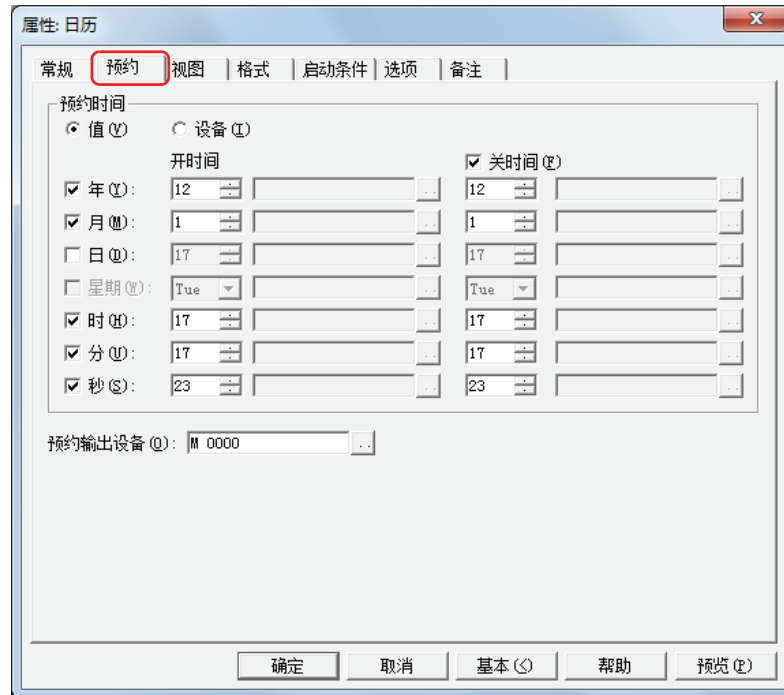 属性: 日历
常规 预约 视图 格式 启动条件 选项 备注
预约时间
值(V) 设备(I)
开时间 关时间(F)
年(Y): 12 .. 12 ..
月(M): 1 .. 1 ..
日(D): 17 .. 17 ..
星期(W): Tue .. Tue ..
时(H): 17 .. 17 ..
分(U): 17 .. 17 ..
秒(S): 23 .. 23 ..
预约输出设备(O): M 0000 ..
确定 取消 基本(<) 帮助 预览(P)